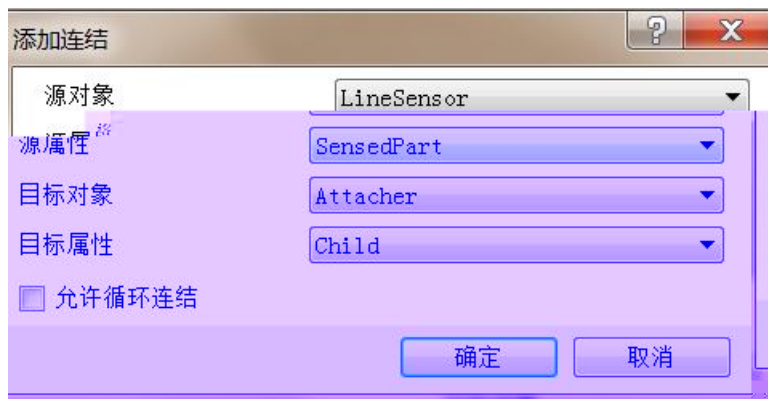 添加连结
源对象 LineSensor
源属性 SensedPart
目标对象 Attacher
目标属性 Child
允许循环连结
确定 取消